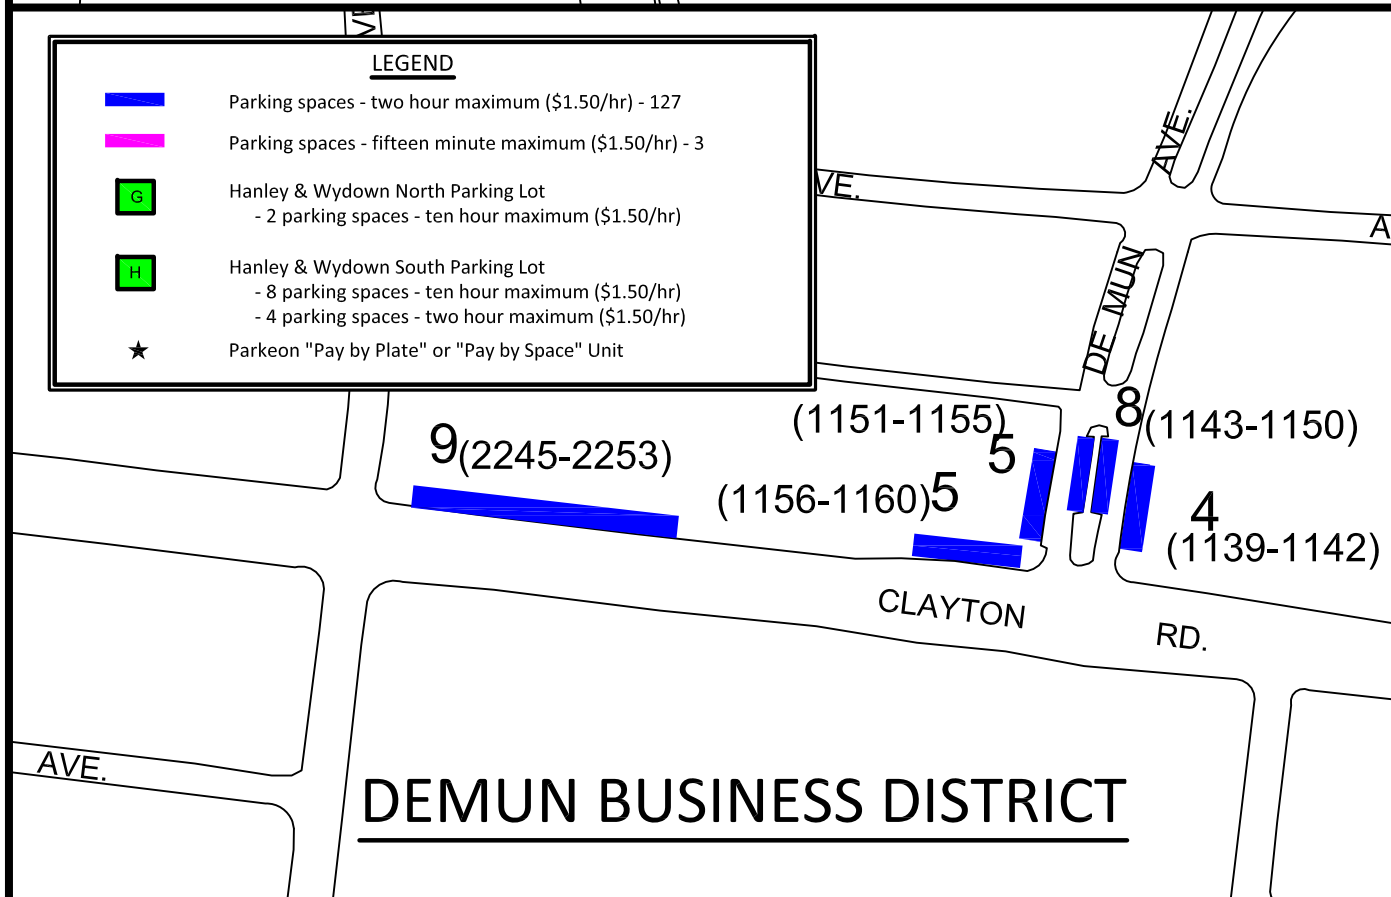 VE
LEGEND
Parking spaces - two hour maximum ($1.50/hr) - 127
Parking spaces - fifteen minute maximum ($1.50/hr) - 3
G
Hanley & Wydown North Parking Lot
- 2 parking spaces - ten hour maximum ($1.50/hr)
H
Hanley & Wydown South Parking Lot
- 8 parking spaces - ten hour maximum ($1.50/hr)
- 4 parking spaces - two hour maximum ($1.50/hr)
Parkeon "Pay by Plate" or "Pay by Space" Unit
AVE.
VE.
A
DE MUN
8 (1143-1150)
(1151-1155)
5
9 (2245-2253)
(1156-1160) 5
4
(1139-1142)
CLAYTON RD.
AVE.
DEMUN BUSINESS DISTRICT